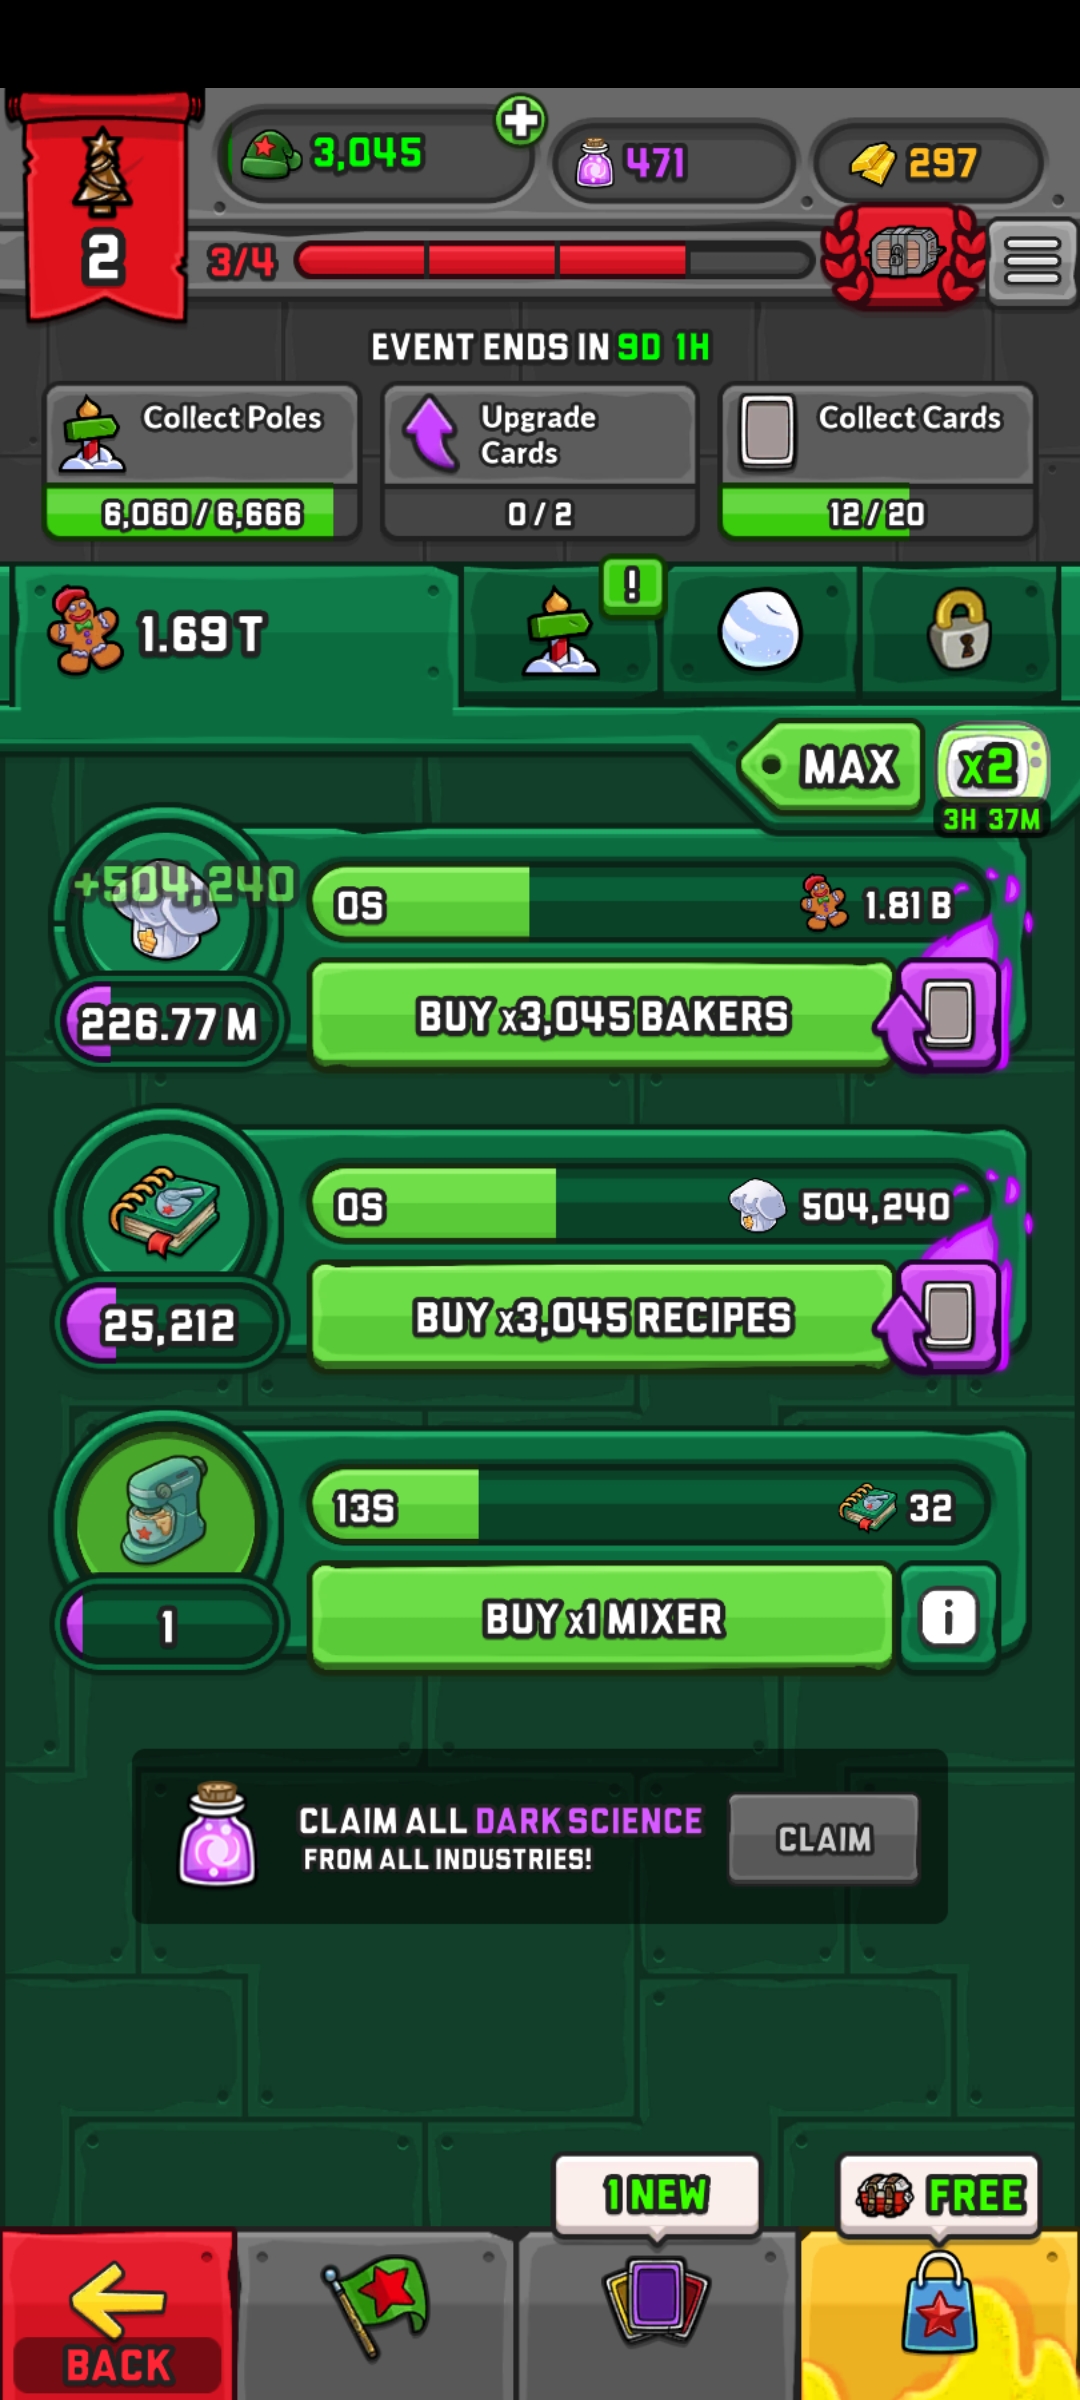 3,045
471
297
2
3/4
EVENT ENDS IN 9D 1H
Collect Poles
Upgrade
Cards
Collect Cards
6,060 / 6,666
0 / 2
12 / 20
!
1.69 T
MAX
x2
3H 37M
+504,240
0S
1.81 B
226.77 M
BUY x3,045 BAKERS
0S
504,240
25,212
BUY x3,045 RECIPES
13S
32
1
BUY x1 MIXER
i
CLAIM ALL DARK SCIENCE
FROM ALL INDUSTRIES!
CLAIM
1 NEW
FREE
BACK